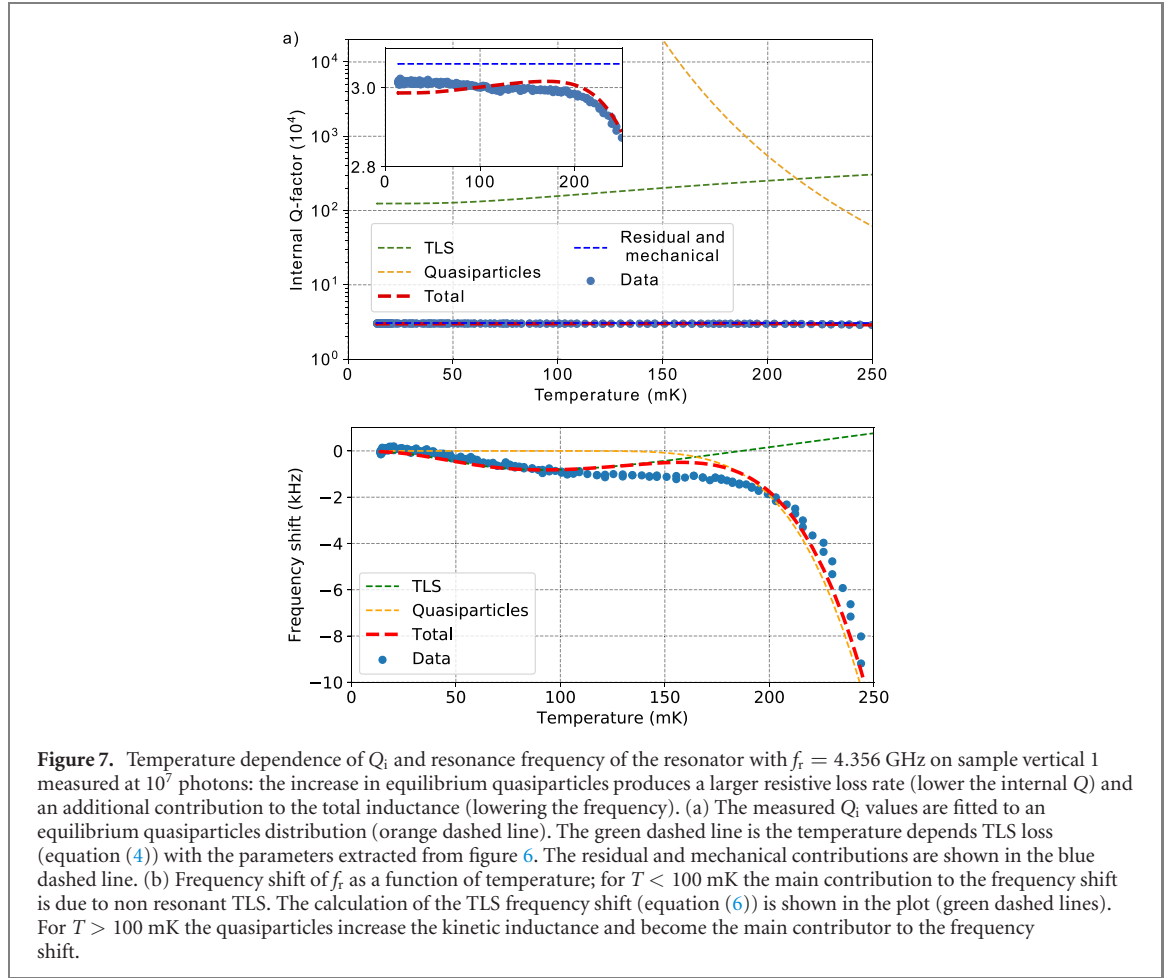 a)
Internal Q-factor (10⁴)
10⁴
10³
10²
10¹
10⁰
3.0
2.8
0 100 200
TLS
Quasiparticles
Total
Residual and
mechanical
Data
0 50 100 150 200 250
Temperature (mK)
Frequency shift (kHz)
0
−2
−4
−6
−8
−10
TLS
Quasiparticles
Total
Data
0 50 100 150 200 250
Temperature (mK)
Figure 7. Temperature dependence of Qᵢ and resonance frequency of the resonator with fᵣ = 4.356 GHz on sample vertical 1
measured at 10⁷ photons: the increase in equilibrium quasiparticles produces a larger resistive loss rate (lower the internal Q) and
an additional contribution to the total inductance (lowering the frequency). (a) The measured Qᵢ values are fitted to an
equilibrium quasiparticles distribution (orange dashed line). The green dashed line is the temperature depends TLS loss
(equation (4)) with the parameters extracted from figure 6. The residual and mechanical contributions are shown in the blue
dashed line. (b) Frequency shift of fᵣ as a function of temperature; for T < 100 mK the main contribution to the frequency shift
is due to non resonant TLS. The calculation of the TLS frequency shift (equation (6)) is shown in the plot (green dashed lines).
For T > 100 mK the quasiparticles increase the kinetic inductance and become the main contributor to the frequency
shift.